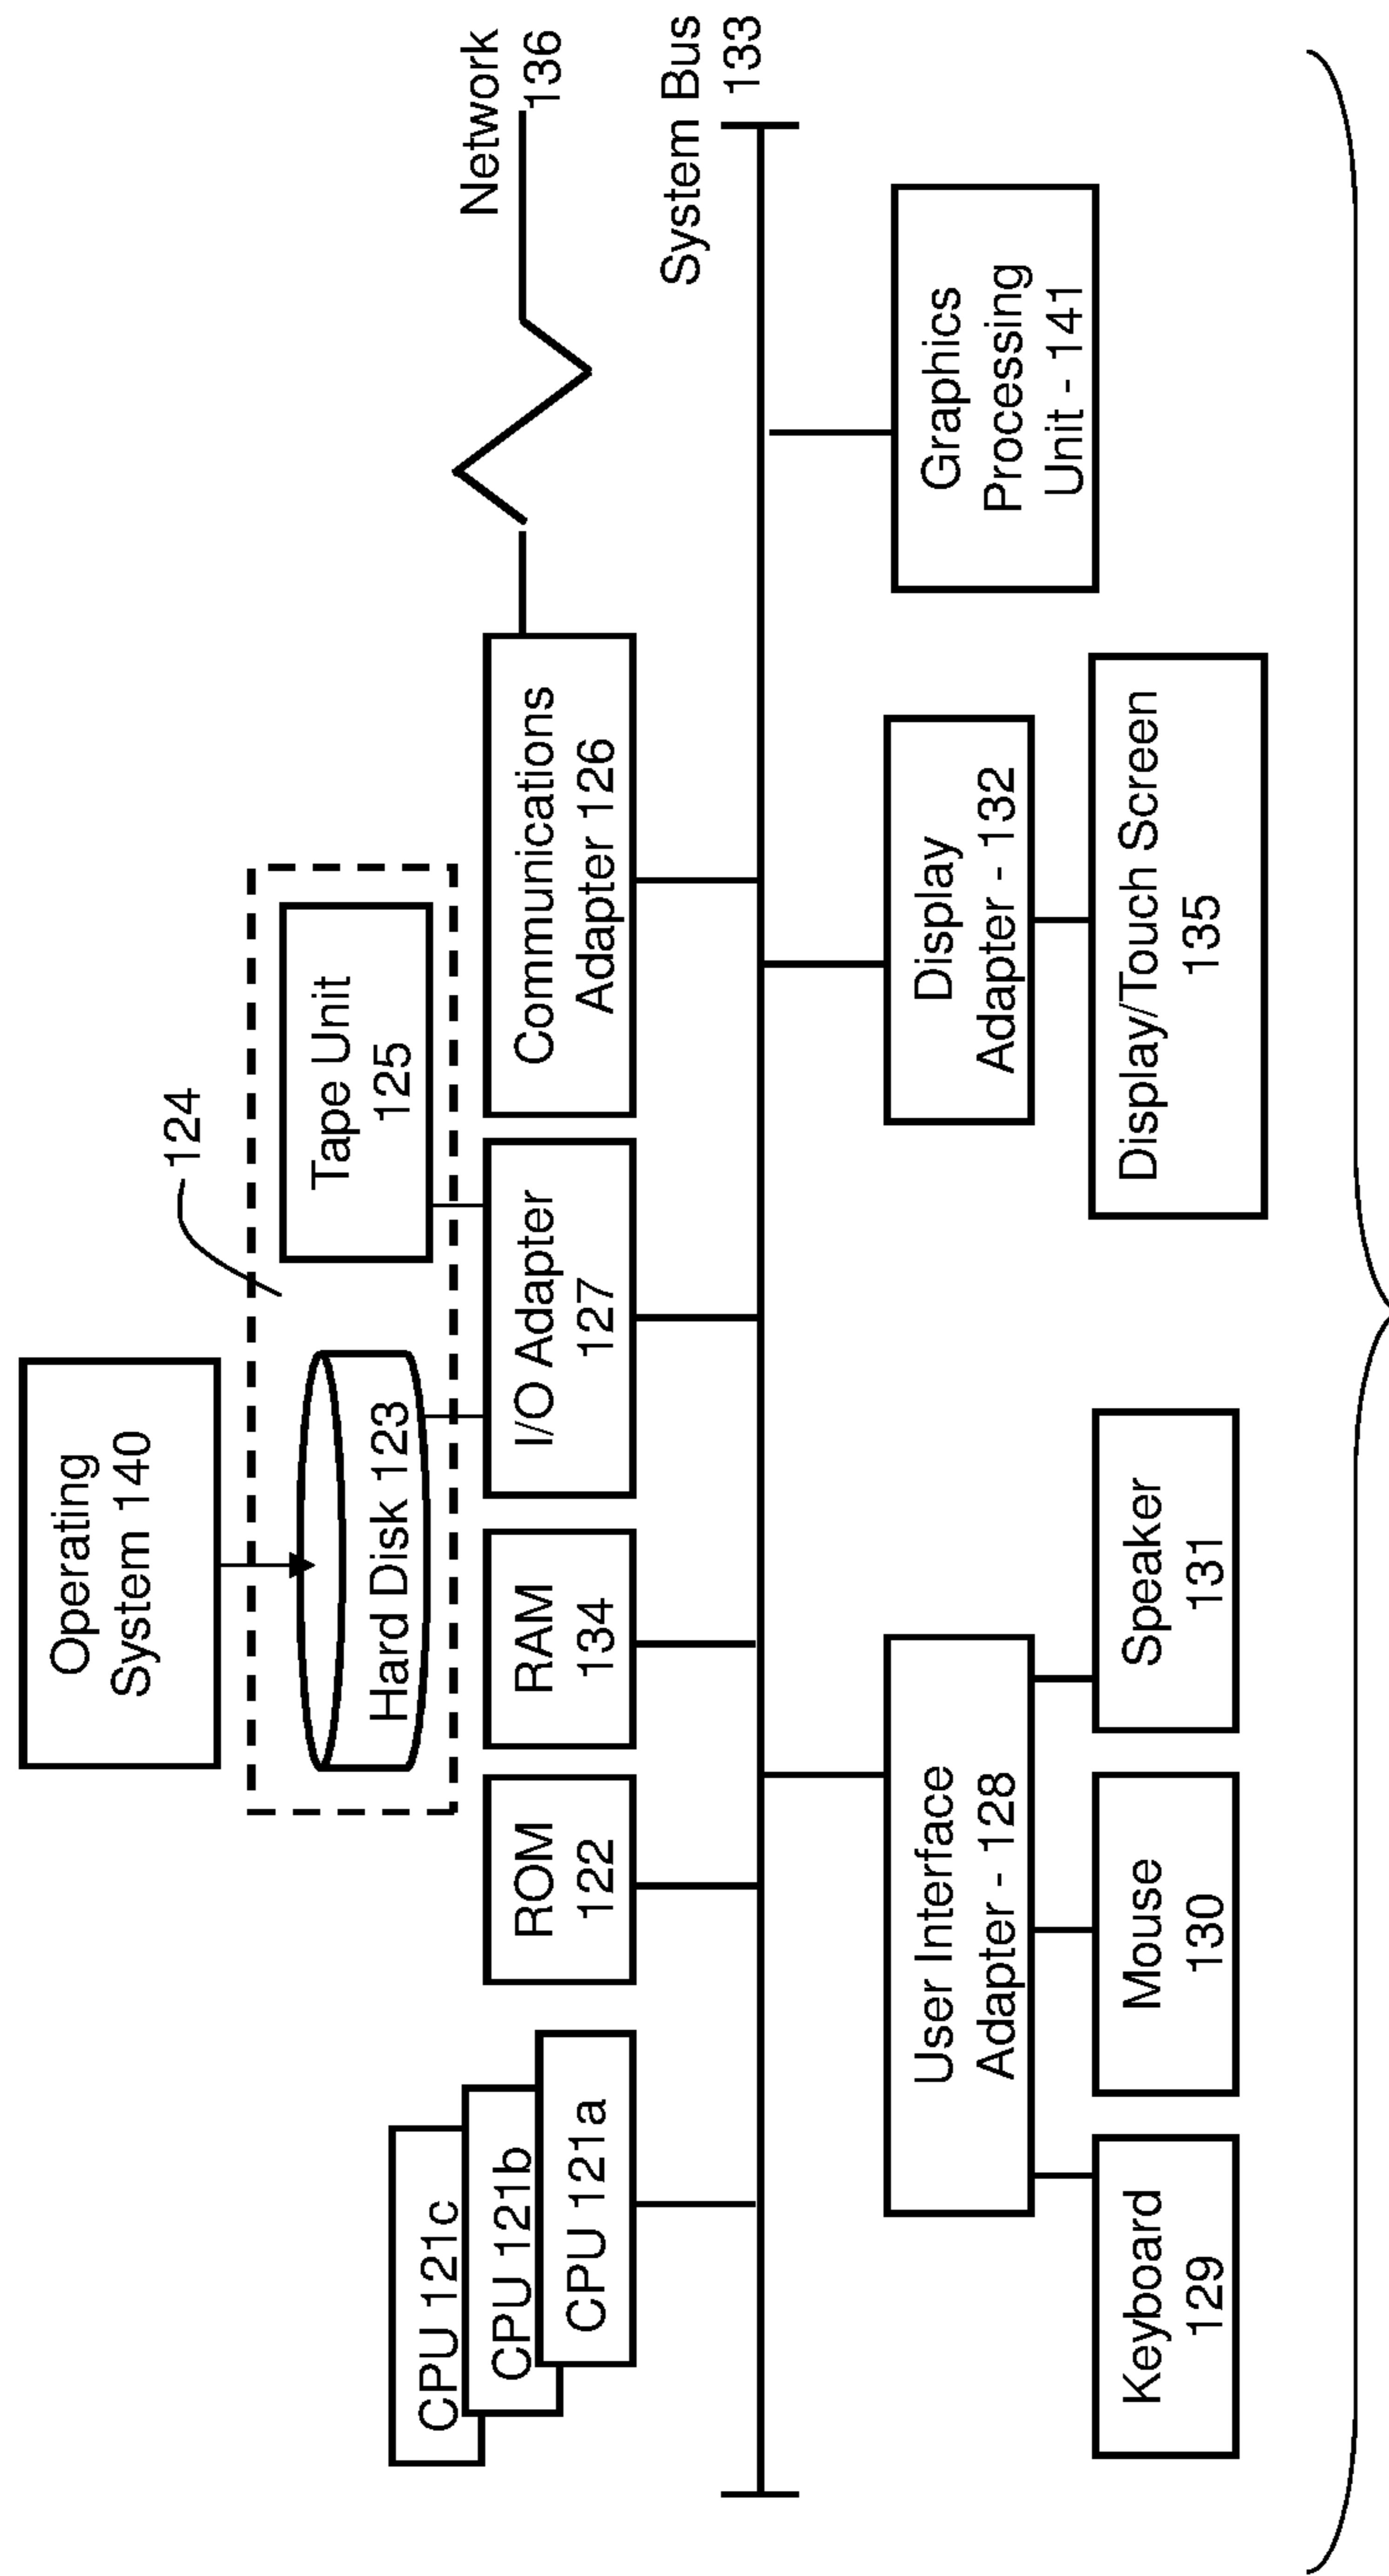 Operating
System 140
124
Hard Disk 123
Tape Unit
125
Network
136
CPU 121c
CPU 121b
CPU 121a
ROM
122
RAM
134
I/O Adapter
127
Communications
Adapter 126
System Bus
133
User Interface
Adapter - 128
Display
Adapter - 132
Graphics
Processing
Unit - 141
Keyboard
129
Mouse
130
Speaker
131
Display/Touch Screen
135